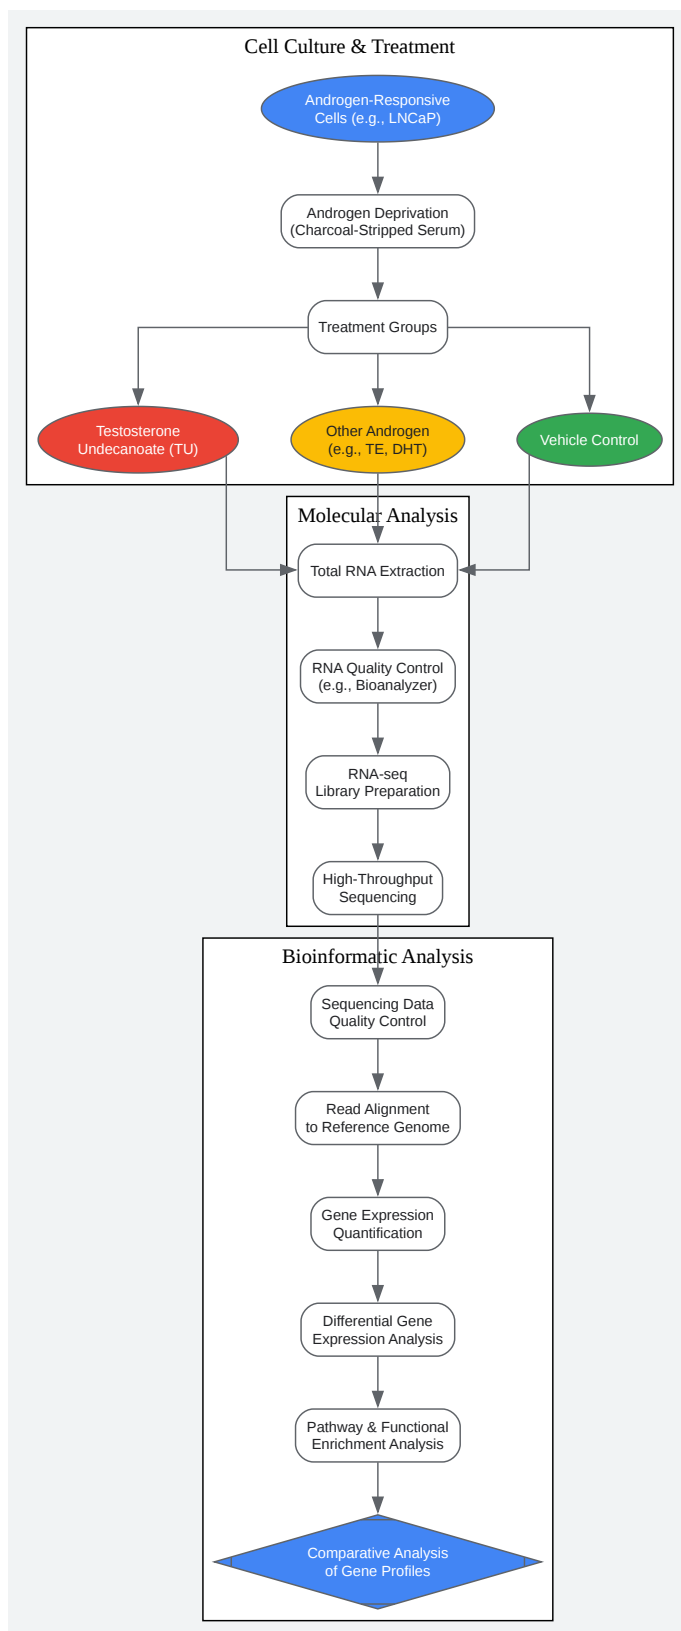 Cell Culture & Treatment
Androgen-Responsive
Cells (e.g., LNCaP)
Androgen Deprivation
(Charcoal-Stripped Serum)
Treatment Groups
Testosterone
Undecanoate (TU)
Other Androgen
(e.g., TE, DHT)
Vehicle Control
Molecular Analysis
Total RNA Extraction
RNA Quality Control
(e.g., Bioanalyzer)
RNA-seq
Library Preparation
High-Throughput
Sequencing
Bioinformatic Analysis
Sequencing Data
Quality Control
Read Alignment
to Reference Genome
Gene Expression
Quantification
Differential Gene
Expression Analysis
Pathway & Functional
Enrichment Analysis
Comparative Analysis
of Gene Profiles